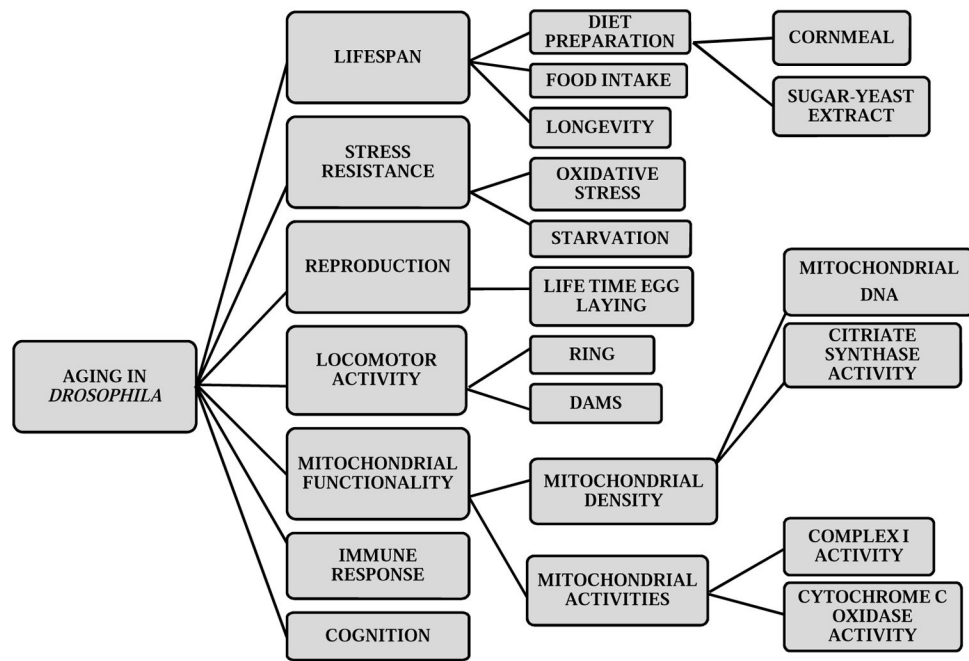 AGING IN
DROSOPHILA
LIFESPAN
STRESS
RESISTANCE
REPRODUCTION
LOCOMOTOR
ACTIVITY
MITOCHONDRIAL
FUNCTIONALITY
IMMUNE
RESPONSE
COGNITION
DIET
PREPARATION
FOOD INTAKE
LONGEVITY
OXIDATIVE
STRESS
STARVATION
LIFE TIME EGG
LAYING
RING
DAMS
MITOCHONDRIAL
DENSITY
MITOCHONDRIAL
ACTIVITIES
CORNMEAL
SUGAR-YEAST
EXTRACT
MITOCHONDRIAL
DNA
CITRIATE
SYNTHASE
ACTIVITY
COMPLEX I
ACTIVITY
CYTOCHROME C
OXIDASE
ACTIVITY